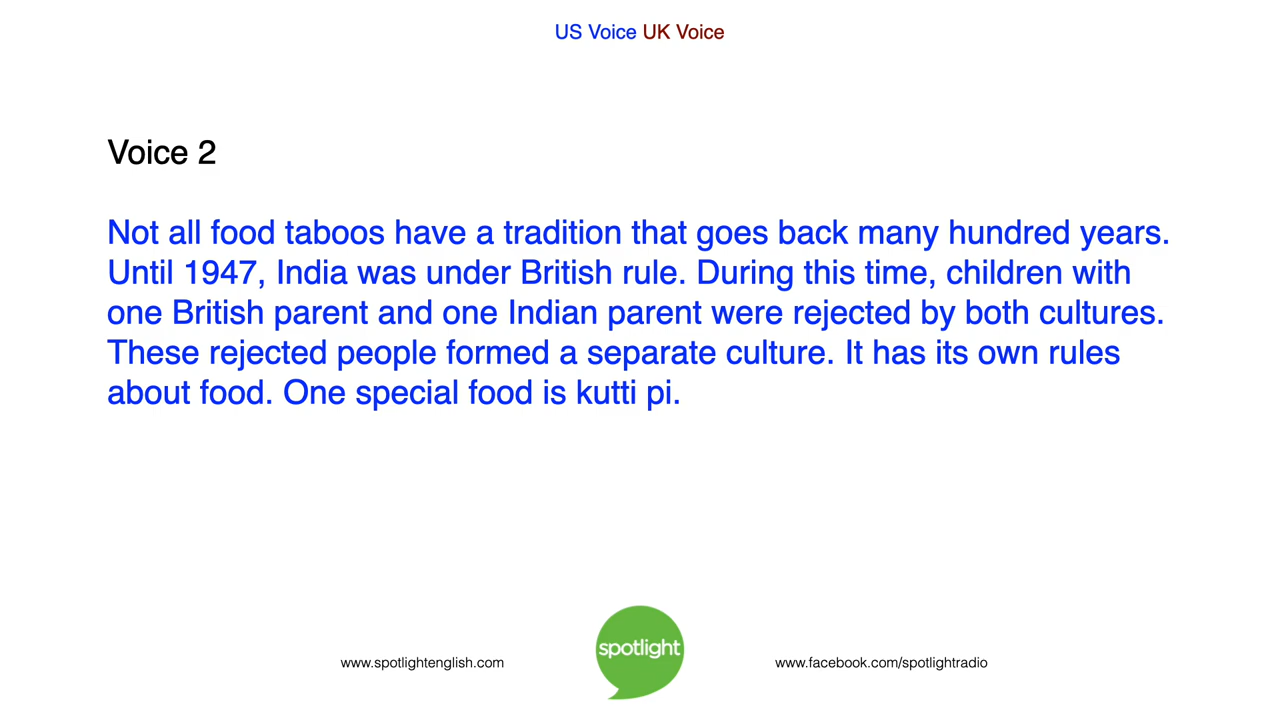 US Voice UK Voice
Voice 2
Not all food taboos have a tradition that goes back many hundred years.
Until 1947, India was under British rule. During this time, children with
one British parent and one Indian parent were rejected by both cultures.
These rejected people formed a separate culture. It has its own rules
about food. One special food is kutti pi.
www.spotlightenglish.com
spotlight
www.facebook.com/spotlightradio